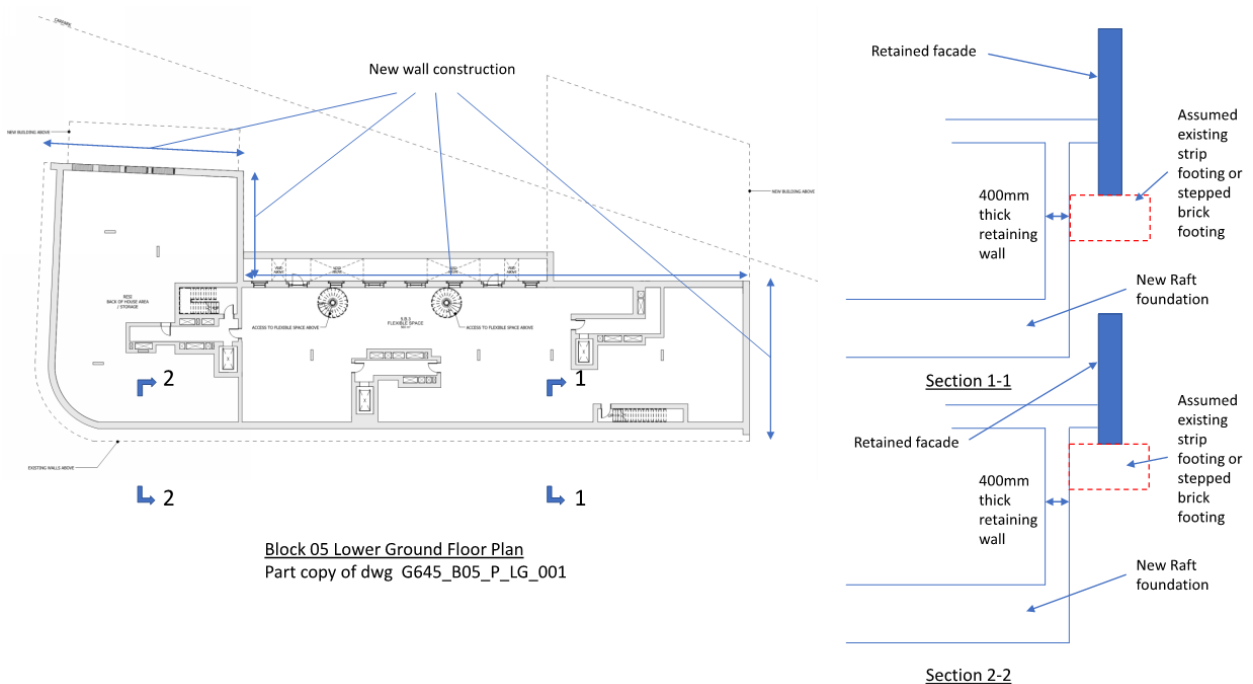 CANOPIES
New wall construction
NEW BUILDING ABOVE
NEW BUILDING ABOVE
BACK OF HOUSE AREA
/ STORAGE
ACCESS TO FLEXIBLE SPACE ABOVE
FLEXIBLE SPACE
ACCESS TO FLEXIBLE SPACE ABOVE
2
1
EXISTING WALLS ABOVE
2
1
Block 05 Lower Ground Floor Plan
Part copy of dwg G645_B05_P_LG_001
Retained facade
Assumed
existing
strip
footing or
stepped
brick
footing
400mm
thick
retaining
wall
New Raft
foundation
Section 1-1
Retained facade
Assumed
existing
strip
footing or
stepped
brick
footing
400mm
thick
retaining
wall
New Raft
foundation
Section 2-2